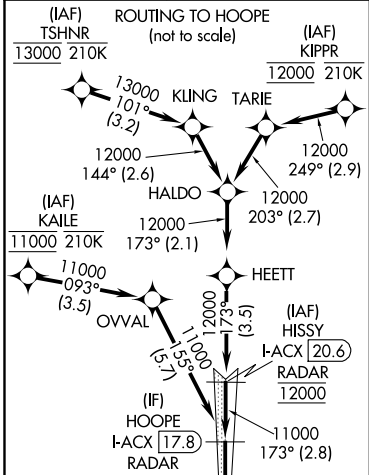 ROUTING TO HOOPE
(not to scale)
(IAF)
TSHNR
13000 210K
(IAF)
KIPPR
12000 210K
13000
101°
(3.2)
KLING
TARIE
12000
144° (2.6)
12000
249° (2.9)
HALDO
12000
203° (2.7)
(IAF)
KAILE
11000 210K
12000
173° (2.1)
11000
093°
(3.5)
HEETT
OVVAL
12000
173°
(3.5)
(IAF)
HISSY
I-ACX 20.6
RADAR
12000
11000
155°
(5.7)
(IF)
HOOPE
I-ACX 17.8
RADAR
11000
173° (2.8)